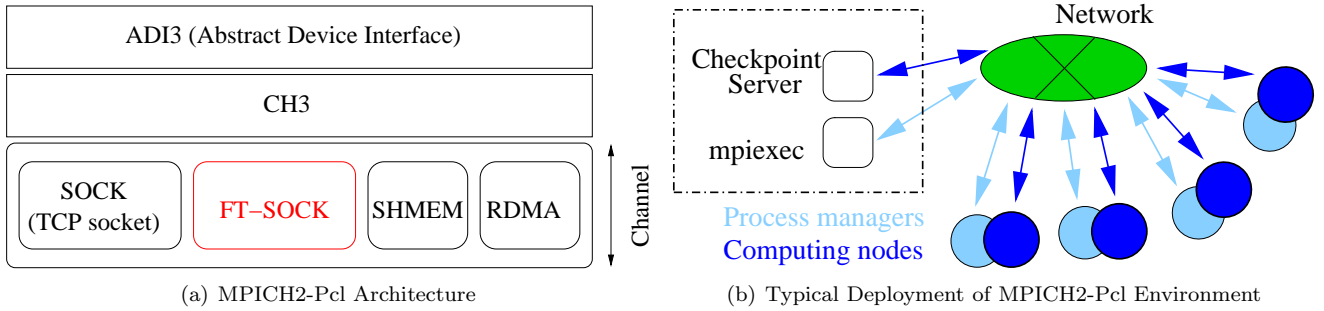 ADI3 (Abstract Device Interface)
CH3
SOCK
(TCP socket)
FT−SOCK
SHMEM
RDMA
Channel
(a) MPICH2-Pcl Architecture
Network
Checkpoint
Server
mpiexec
Process managers
Computing nodes
(b) Typical Deployment of MPICH2-Pcl Environment